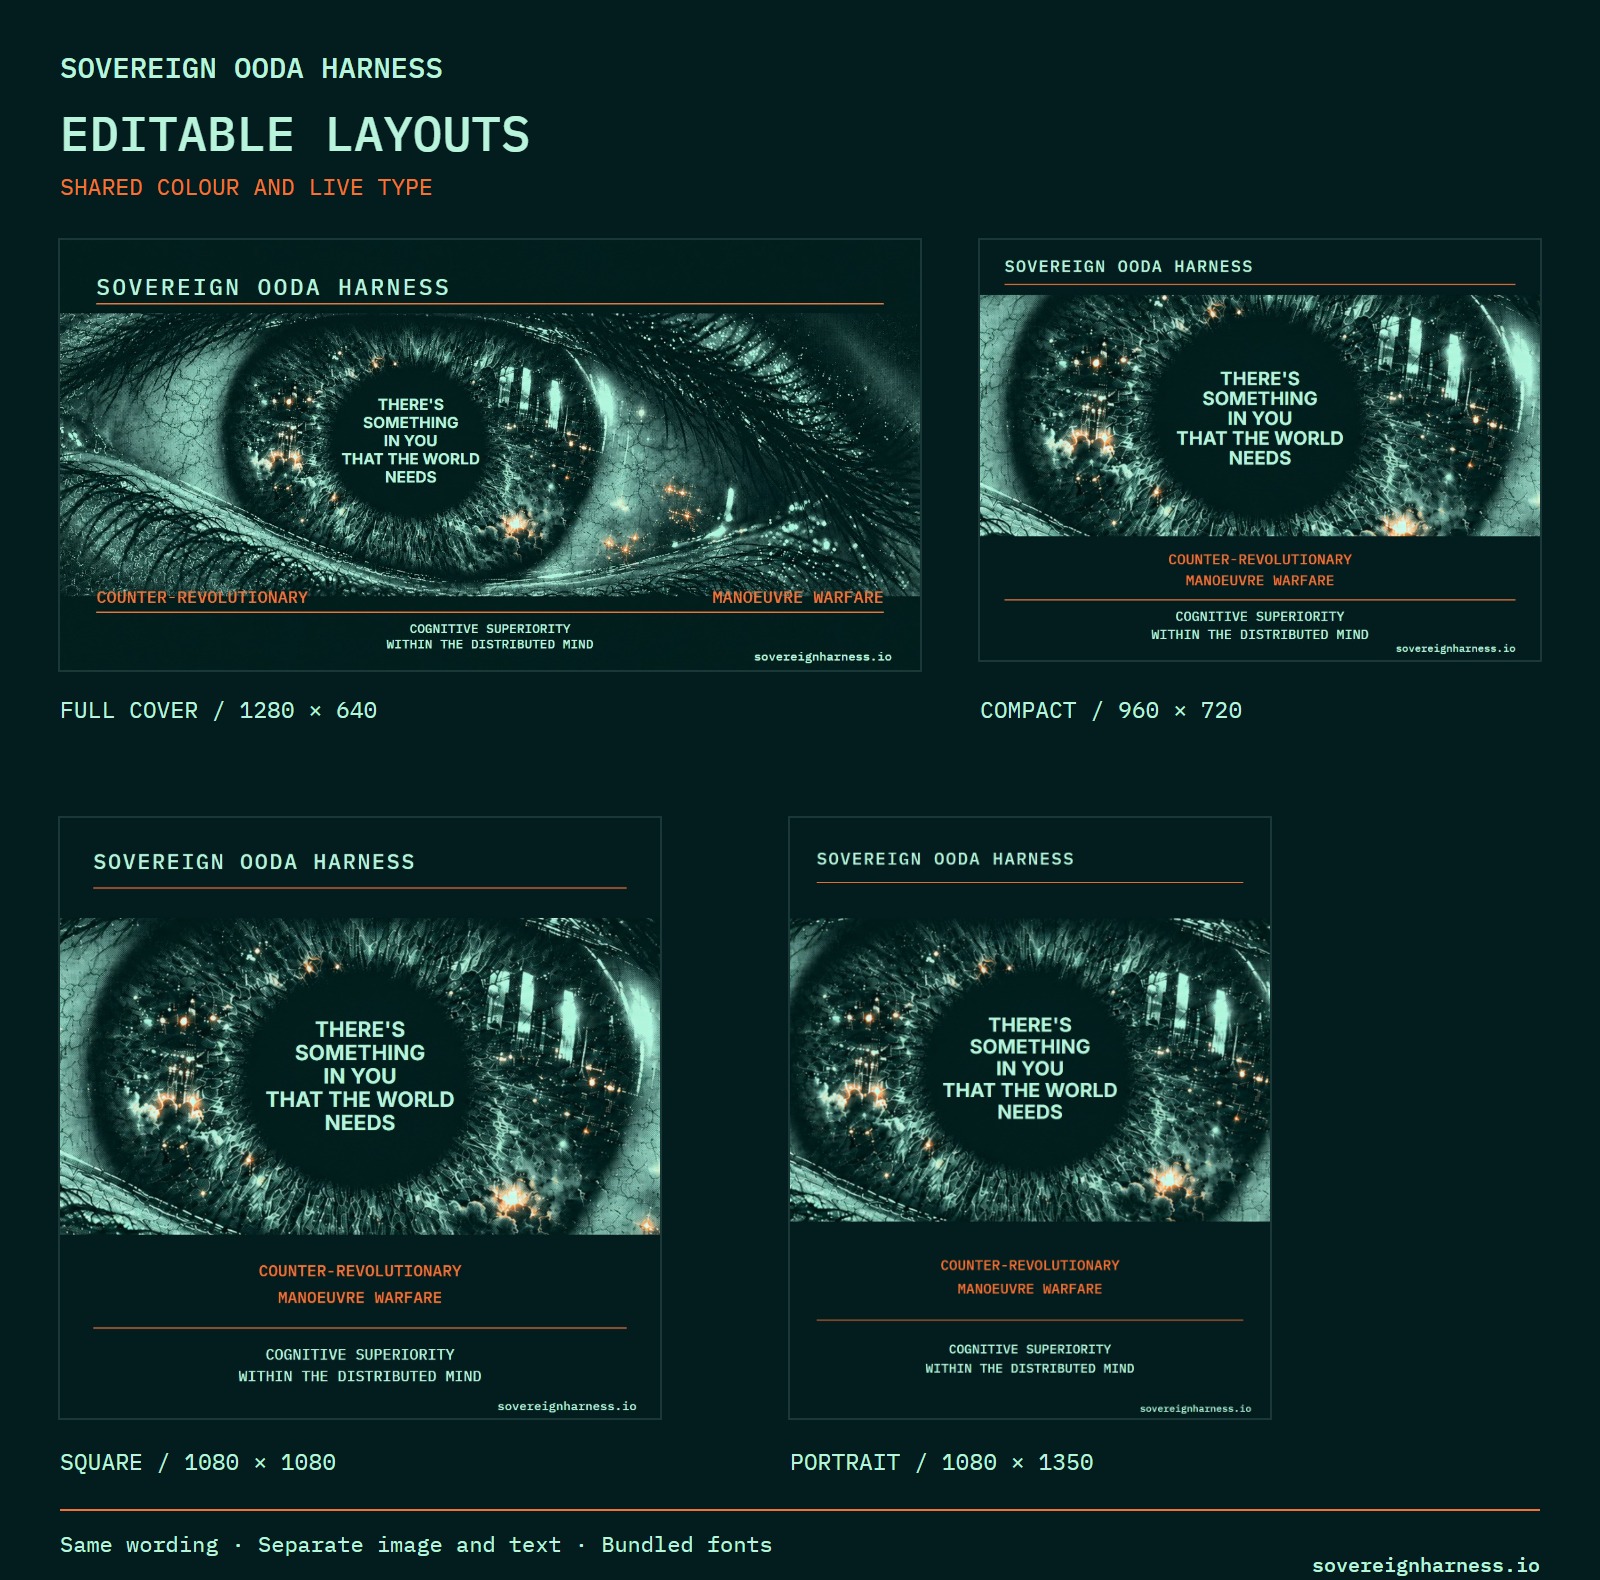 SOVEREIGN OODA HARNESS
EDITABLE LAYOUTS
SHARED COLOUR AND LIVE TYPE
SOVEREIGN OODA HARNESS
THERE'S
SOMETHING
IN YOU
THAT THE WORLD
NEEDS
COUNTER-REVOLUTIONARY
MANOEUVRE WARFARE
COGNITIVE SUPERIORITY
WITHIN THE DISTRIBUTED MIND
sovereignharness.io
FULL COVER / 1280 × 640
SOVEREIGN OODA HARNESS
THERE'S
SOMETHING
IN YOU
THAT THE WORLD
NEEDS
COUNTER-REVOLUTIONARY
MANOEUVRE WARFARE
COGNITIVE SUPERIORITY
WITHIN THE DISTRIBUTED MIND
sovereignharness.io
COMPACT / 960 × 720
SOVEREIGN OODA HARNESS
THERE'S
SOMETHING
IN YOU
THAT THE WORLD
NEEDS
COUNTER-REVOLUTIONARY
MANOEUVRE WARFARE
COGNITIVE SUPERIORITY
WITHIN THE DISTRIBUTED MIND
sovereignharness.io
SQUARE / 1080 × 1080
SOVEREIGN OODA HARNESS
THERE'S
SOMETHING
IN YOU
THAT THE WORLD
NEEDS
COUNTER-REVOLUTIONARY
MANOEUVRE WARFARE
COGNITIVE SUPERIORITY
WITHIN THE DISTRIBUTED MIND
sovereignharness.io
PORTRAIT / 1080 × 1350
Same wording · Separate image and text · Bundled fonts
sovereignharness.io